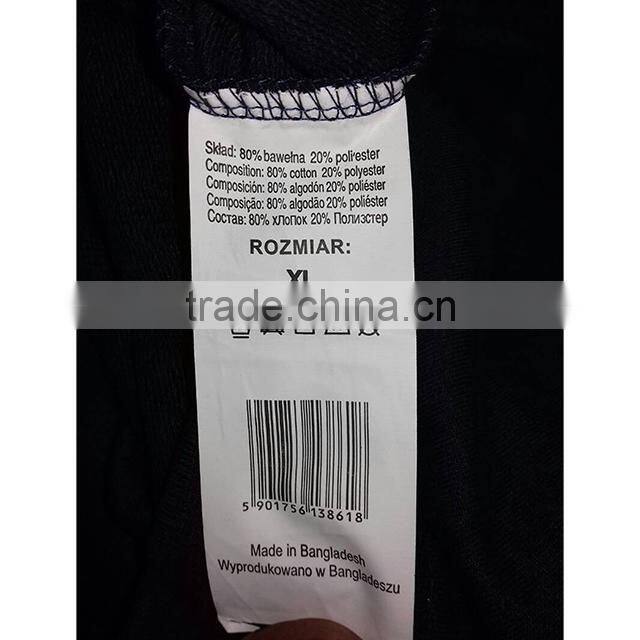 Skład: 80% bawełna 20% poliester
Composition: 80% cotton 20% polyester
Composición: 80% algodón 20% poliéster
Composição: 80% algodão 20% poliéster
Состав: 80% хлопок 20% Полиэстер
ROZMIAR:
XL
trade.china.cn
5 901756 138618
Made in Bangladesh
Wyprodukowano w Bangladeszu